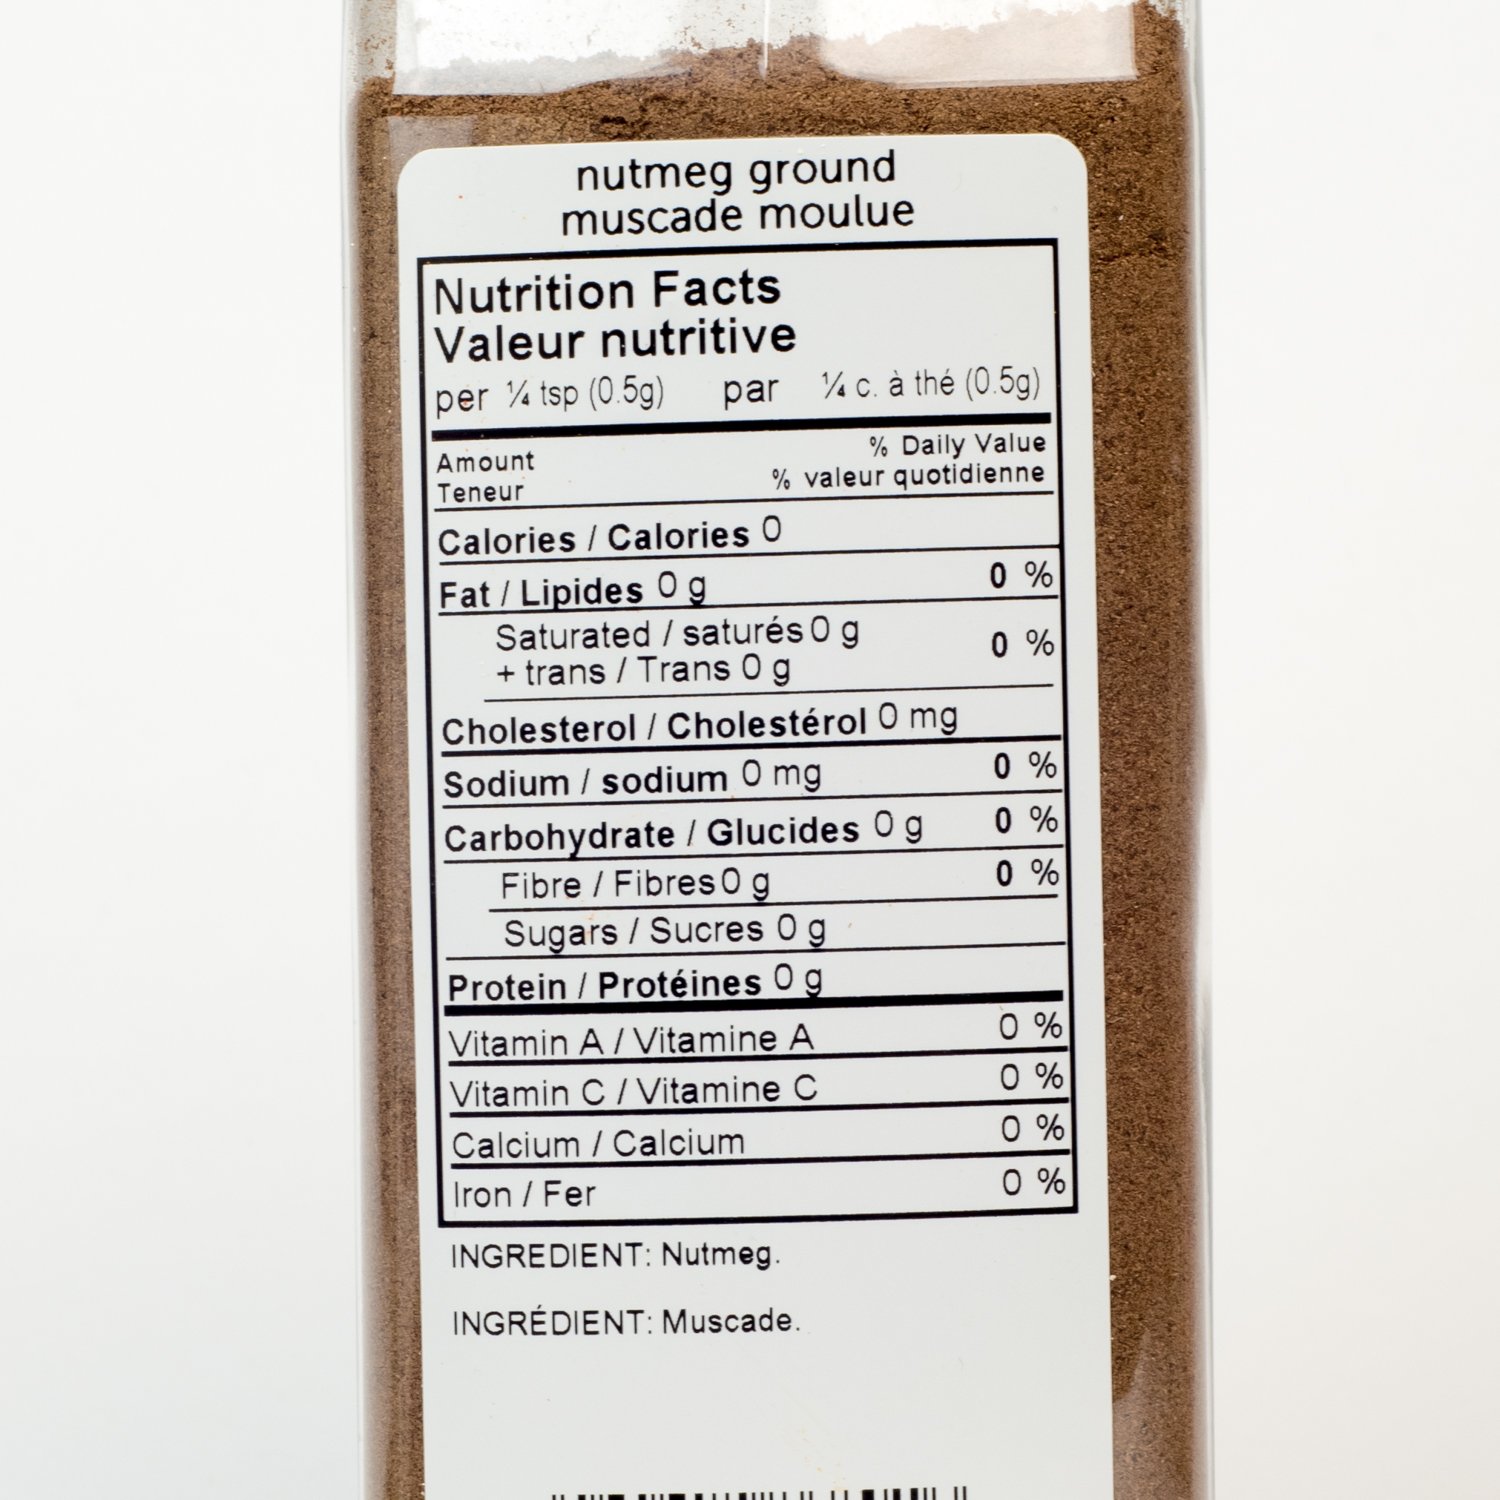 nutmeg ground
muscade moulue
Nutrition Facts
Valeur nutritive
per ¼ tsp (0.5g) par ¼ c. à thé (0.5g)
Amount % Daily Value
Teneur % valeur quotidienne
Calories / Calories 0
Fat / Lipides 0 g 0 %
Saturated / saturés 0 g
+ trans / Trans 0 g 0 %
Cholesterol / Cholestérol 0 mg
Sodium / sodium 0 mg 0 %
Carbohydrate / Glucides 0 g 0 %
Fibre / Fibres 0 g 0 %
Sugars / Sucres 0 g
Protein / Protéines 0 g
Vitamin A / Vitamine A 0 %
Vitamin C / Vitamine C 0 %
Calcium / Calcium 0 %
Iron / Fer 0 %
INGREDIENT: Nutmeg.
INGRÉDIENT: Muscade.